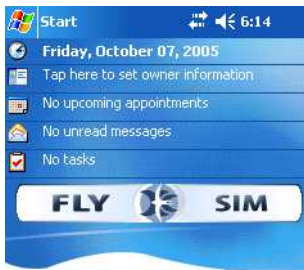 Start 6:14
Friday, October 07, 2005
Tap here to set owner information
No upcoming appointments
No unread messages
No tasks
FLY SIM